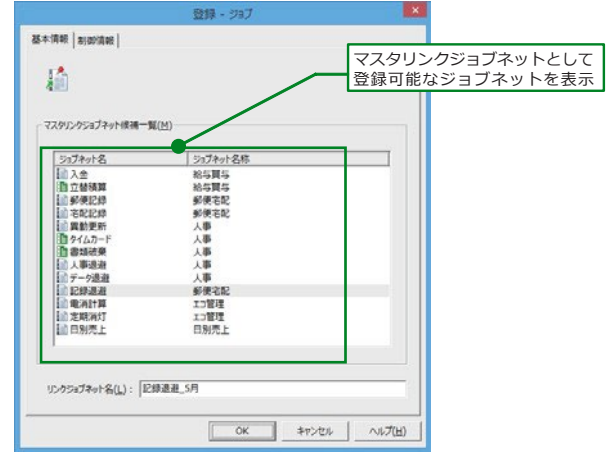 登録 - ジョブ
基本情報 制御情報
マスタリンクジョブネットとして
登録可能なジョブネットを表示
マスタリンクジョブネット候補一覧(M)
ジョブネット名 ジョブネット名称
入金 給与賞与
立替積算 給与賞与
郵便記録 郵便宅配
宅配記録 郵便宅配
異動更新 人事
タイムカード 人事
書類破棄 人事
人事退避 人事
データ退避 人事
記録退避 郵便宅配
電消計算 エコ管理
定期消灯 エコ管理
日別売上 日別売上
リンクジョブネット名(L): 記録退避_5月
OK キャンセル ヘルプ(H)